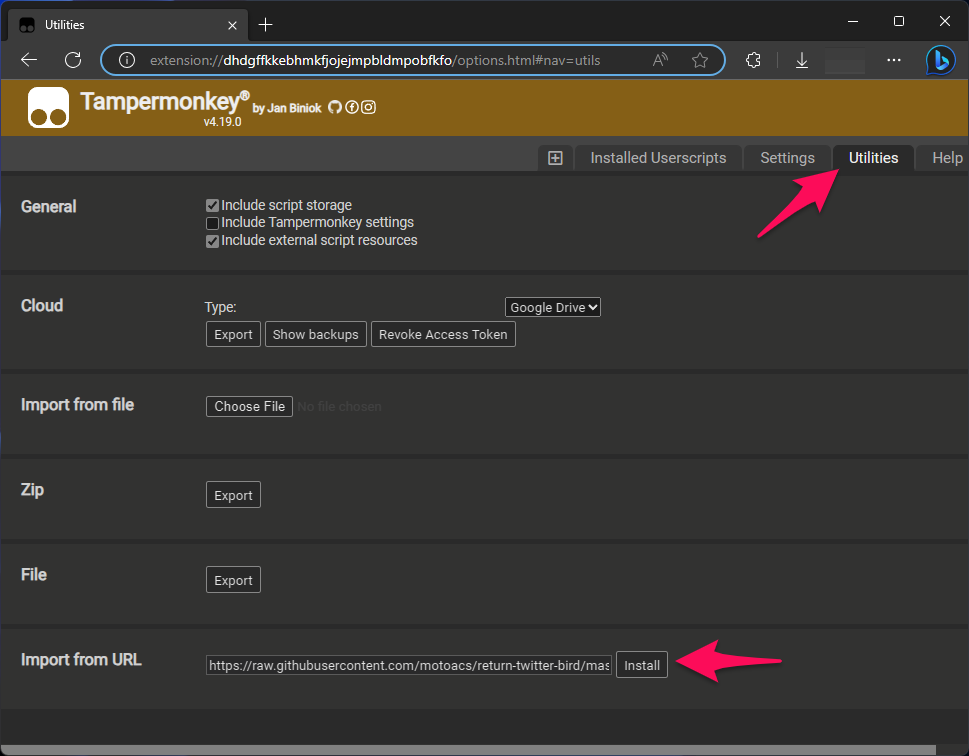 Utilities
extension://dhdgffkkebhmkfjojejmpbldmpobfkfo/options.html#nav=utils
Tampermonkey® by Jan Biniok
v4.19.0
Installed Userscripts Settings Utilities Help
General
Include script storage
Include Tampermonkey settings
Include external script resources
Cloud
Type: Google Drive
Export Show backups Revoke Access Token
Import from file
Choose File No file chosen
Zip
Export
File
Export
Import from URL
https://raw.githubusercontent.com/motoacs/return-twitter-bird/mas Install